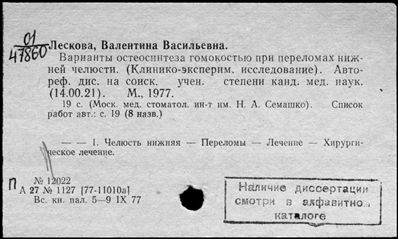 01
47860
Лескова, Валентина Васильевна.
Варианты остеосинтеза гомокостью при переломах ниж-
ней челюсти. (Клинико-эксперим. исследование). Авто-
реф. дис. на соиск. учен. степени канд. мед. наук.
(14.00.21). М., 1977.
19 с. (Моск. мед. стоматол. ин-т им. Н. А. Семашко). Список
работ авт.: с. 19 (8 назв.)
— — 1. Челюсть нижняя — Переломы — Лечение — Хирурги-
ческое лечение.
П № 12022
А 27 № 1127 [77-11010а]
Вс. кн. пал. 5—9 IX 77
Наличие диссертации
смотри в алфавитно
каталоге